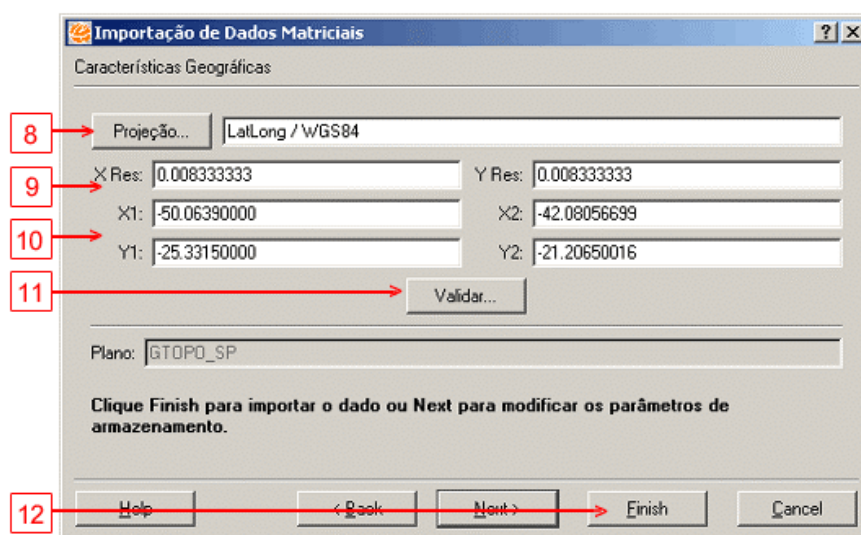 Importação de Dados Matriciais
Características Geográficas
8 Projeção... LatLong / WGS84
9 X Res: 0.008333333 Y Res: 0.008333333
X1: -50.06390000 X2: -42.08056699
10
Y1: -25.33150000 Y2: -21.20650016
11 Validar...
Plano: GTOPO_SP
Clique Finish para importar o dado ou Next para modificar os parâmetros de
armazenamento.
12 Help < Back Next > Finish Cancel